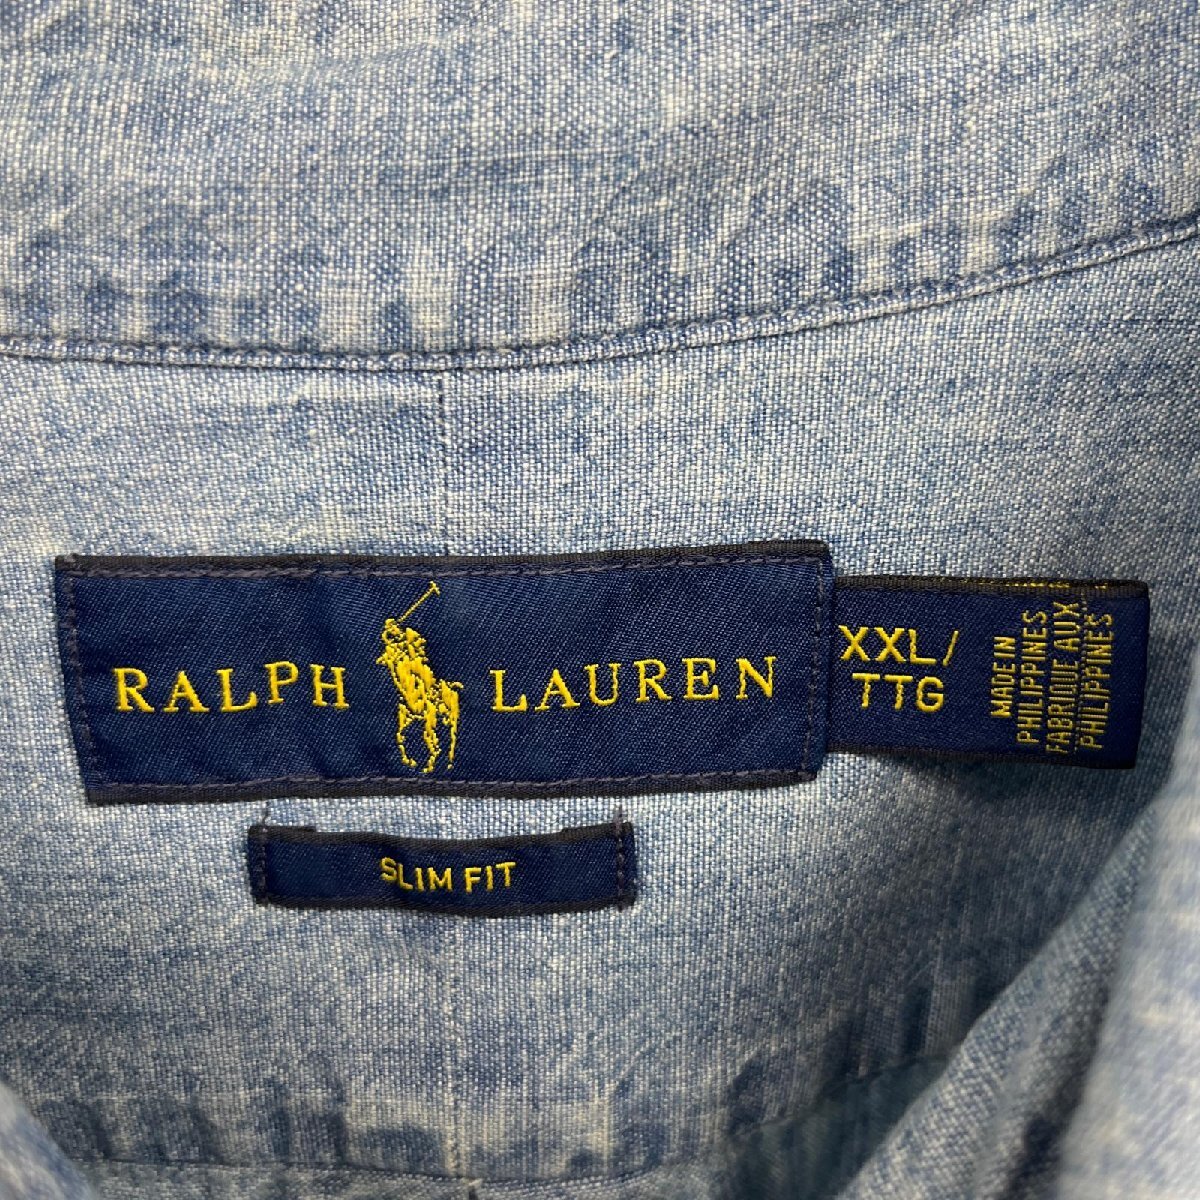 RALPH LAUREN
XXL/
TTG
MADE IN
PHILIPPINES
FABRIQUE AUX
PHILIPPINES
SLIM FIT